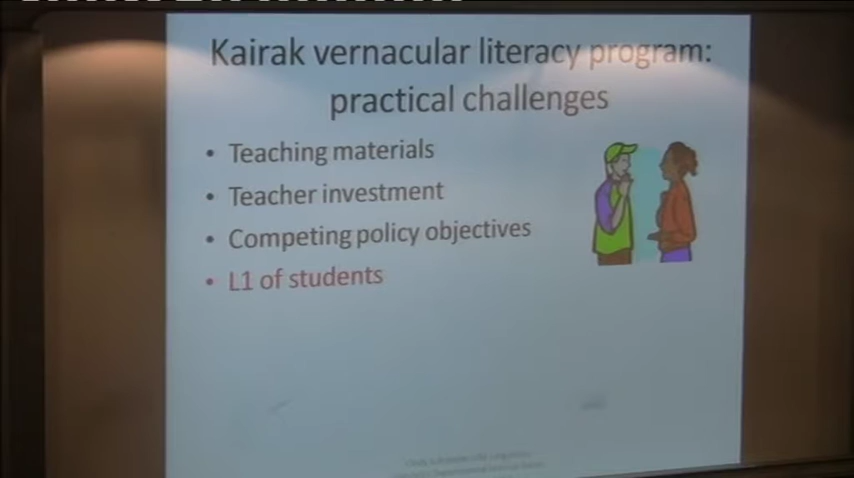 Kairak vernacular literacy program:
practical challenges
• Teaching materials
• Teacher investment
• Competing policy objectives
• L1 of students